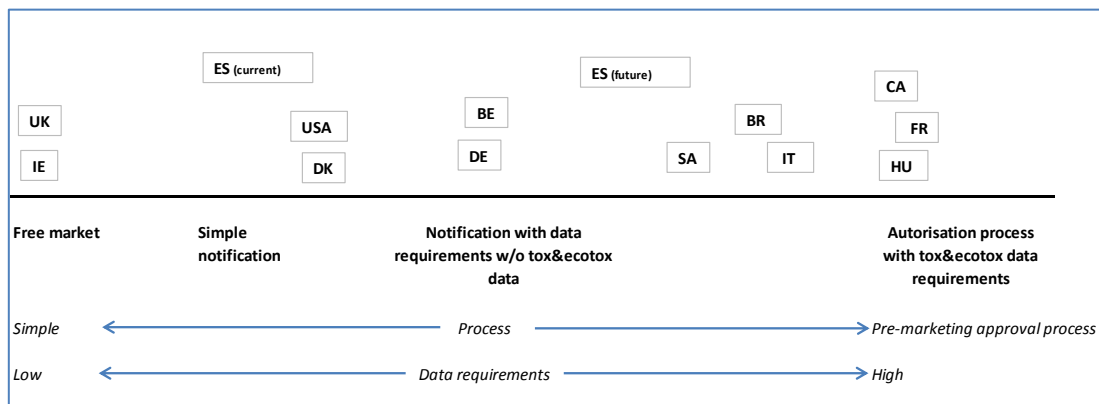 ES (current)
ES (future)
CA
UK
USA
BE
BR
FR
IE
DK
DE
SA
IT
HU
Free market
Simple
notification
Notification with data
requirements w/o tox&ecotox
data
Autorisation process
with tox&ecotox data
requirements
Simple
Process
Pre-marketing approval process
Low
Data requirements
High